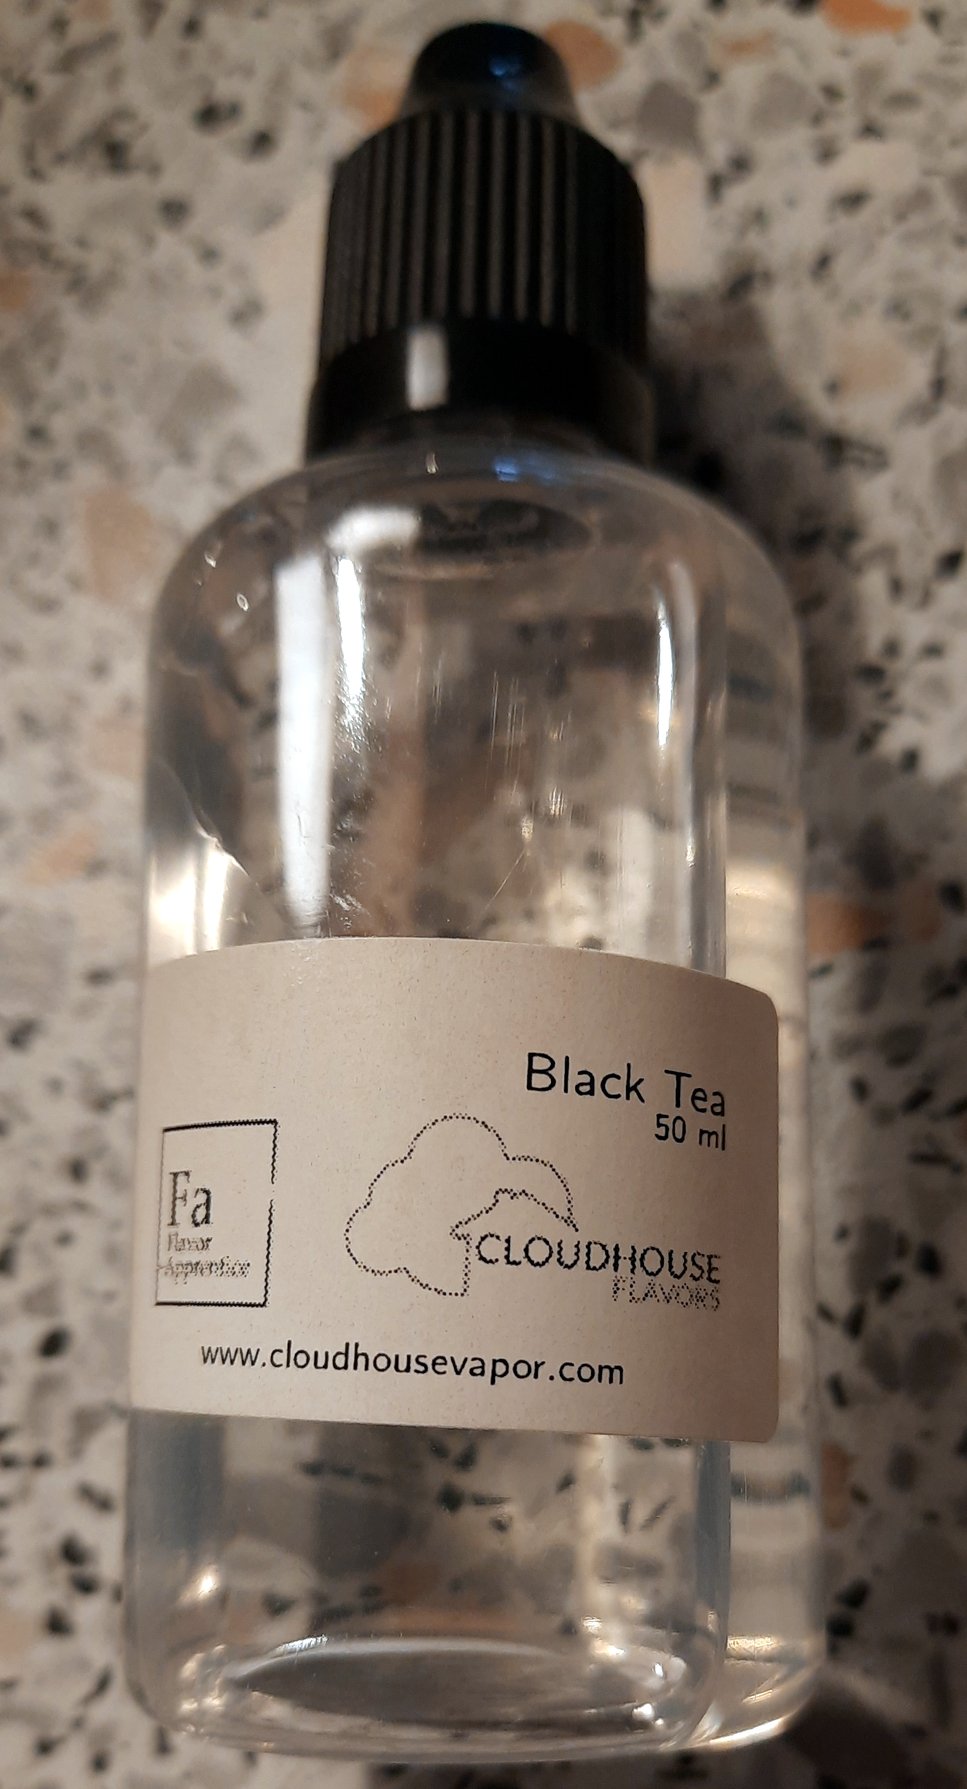 Black Tea
50 ml
Fa
Flavor
Apprentice
CLOUDHOUSE
FLAVORS
www.cloudhousevapor.com